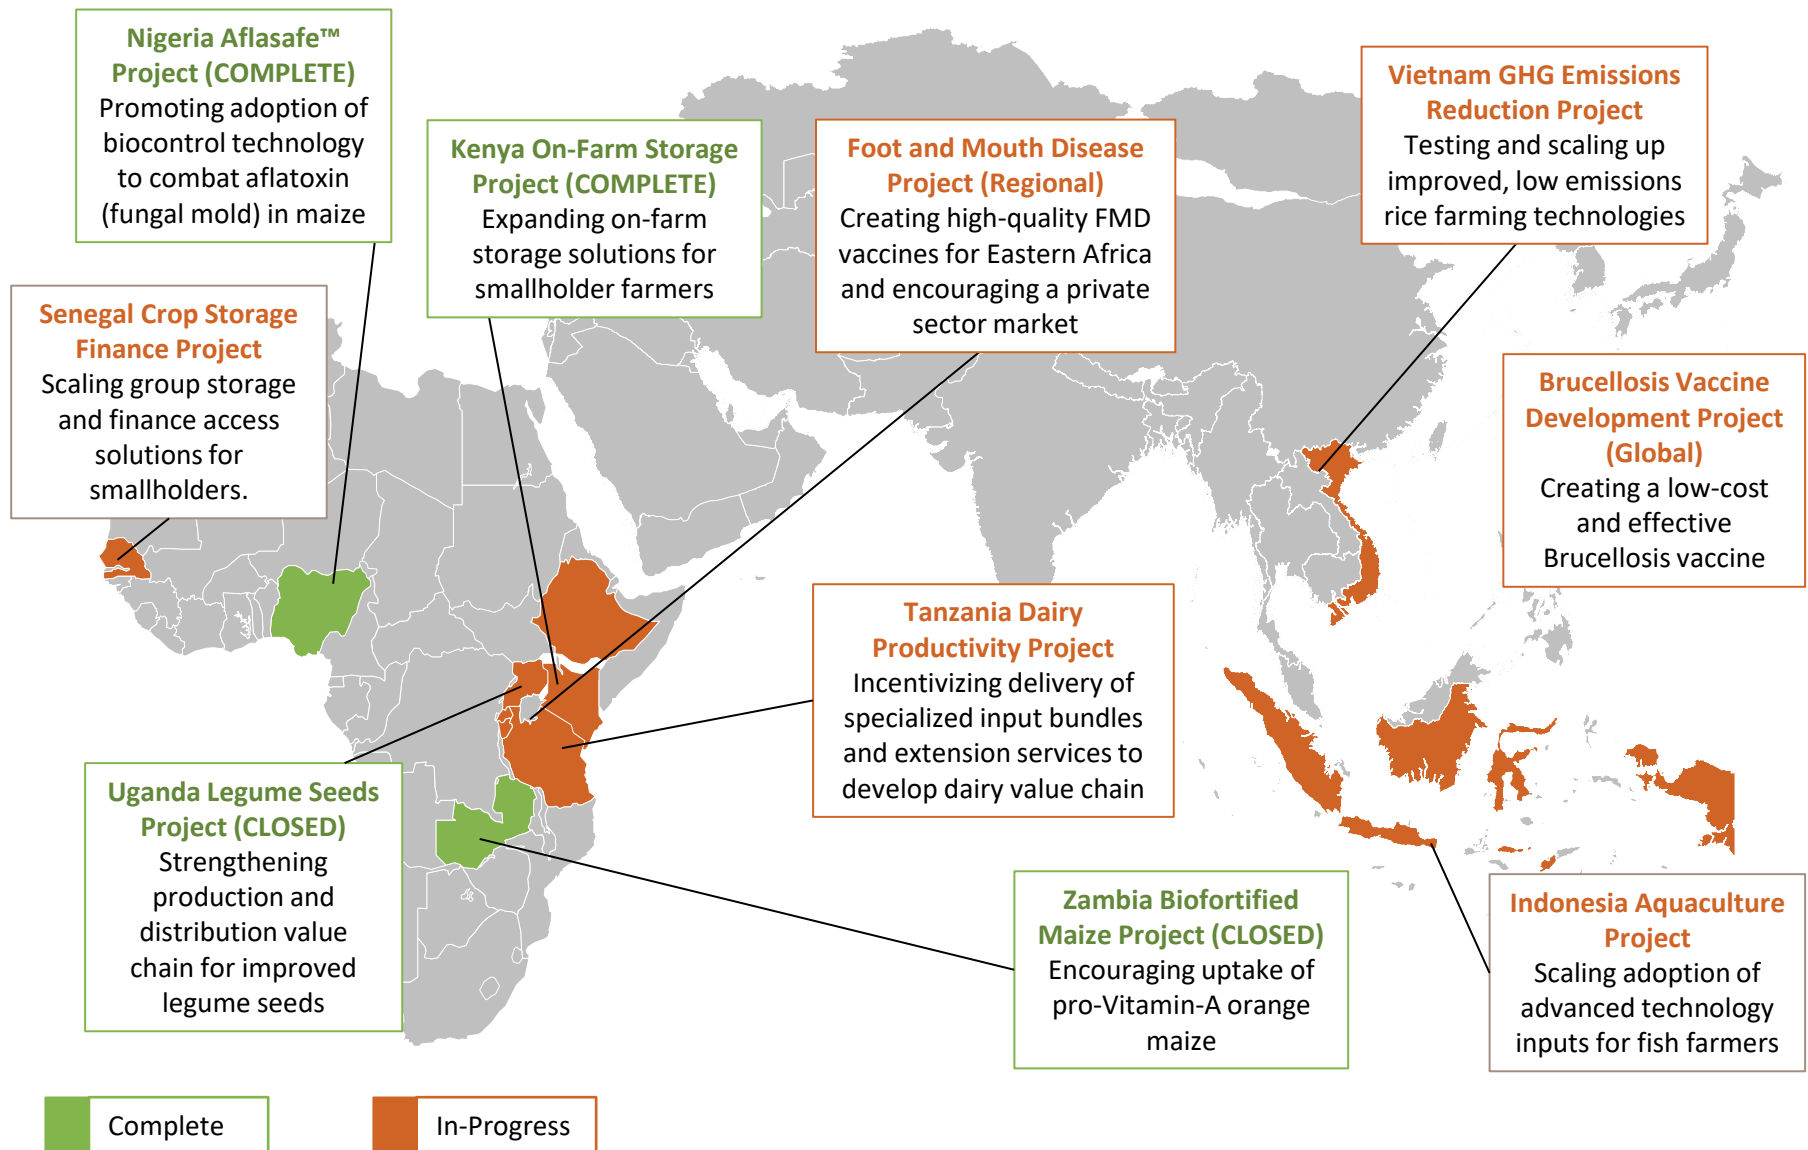 Nigeria Aflasafe™
Project (COMPLETE)
Promoting adoption of
biocontrol technology
to combat aflatoxin
(fungal mold) in maize
Kenya On-Farm Storage
Project (COMPLETE)
Expanding on-farm
storage solutions for
smallholder farmers
Foot and Mouth Disease
Project (Regional)
Creating high-quality FMD
vaccines for Eastern Africa
and encouraging a private
sector market
Vietnam GHG Emissions
Reduction Project
Testing and scaling up
improved, low emissions
rice farming technologies
Senegal Crop Storage
Finance Project
Scaling group storage
and finance access
solutions for
smallholders.
Brucellosis Vaccine
Development Project
(Global)
Creating a low-cost
and effective
Brucellosis vaccine
Tanzania Dairy
Productivity Project
Incentivizing delivery of
specialized input bundles
and extension services to
develop dairy value chain
Uganda Legume Seeds
Project (CLOSED)
Strengthening
production and
distribution value
chain for improved
legume seeds
Zambia Biofortified
Maize Project (CLOSED)
Encouraging uptake of
pro-Vitamin-A orange
maize
Indonesia Aquaculture
Project
Scaling adoption of
advanced technology
inputs for fish farmers
Complete
In-Progress